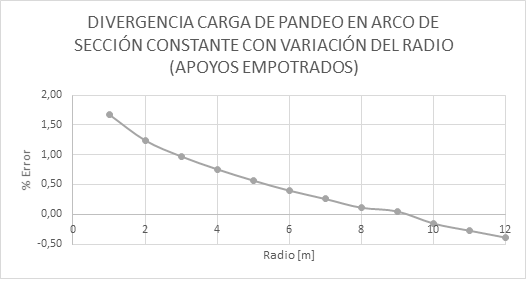 DIVERGENCIA CARGA DE PANDEO EN ARCO DE
SECCIÓN CONSTANTE CON VARIACIÓN DEL RADIO
(APOYOS EMPOTRADOS)
2,00
1,50
1,00
0,50
0,00
-0,50
% Error
0 2 4 6 8 10 12
Radio [m]